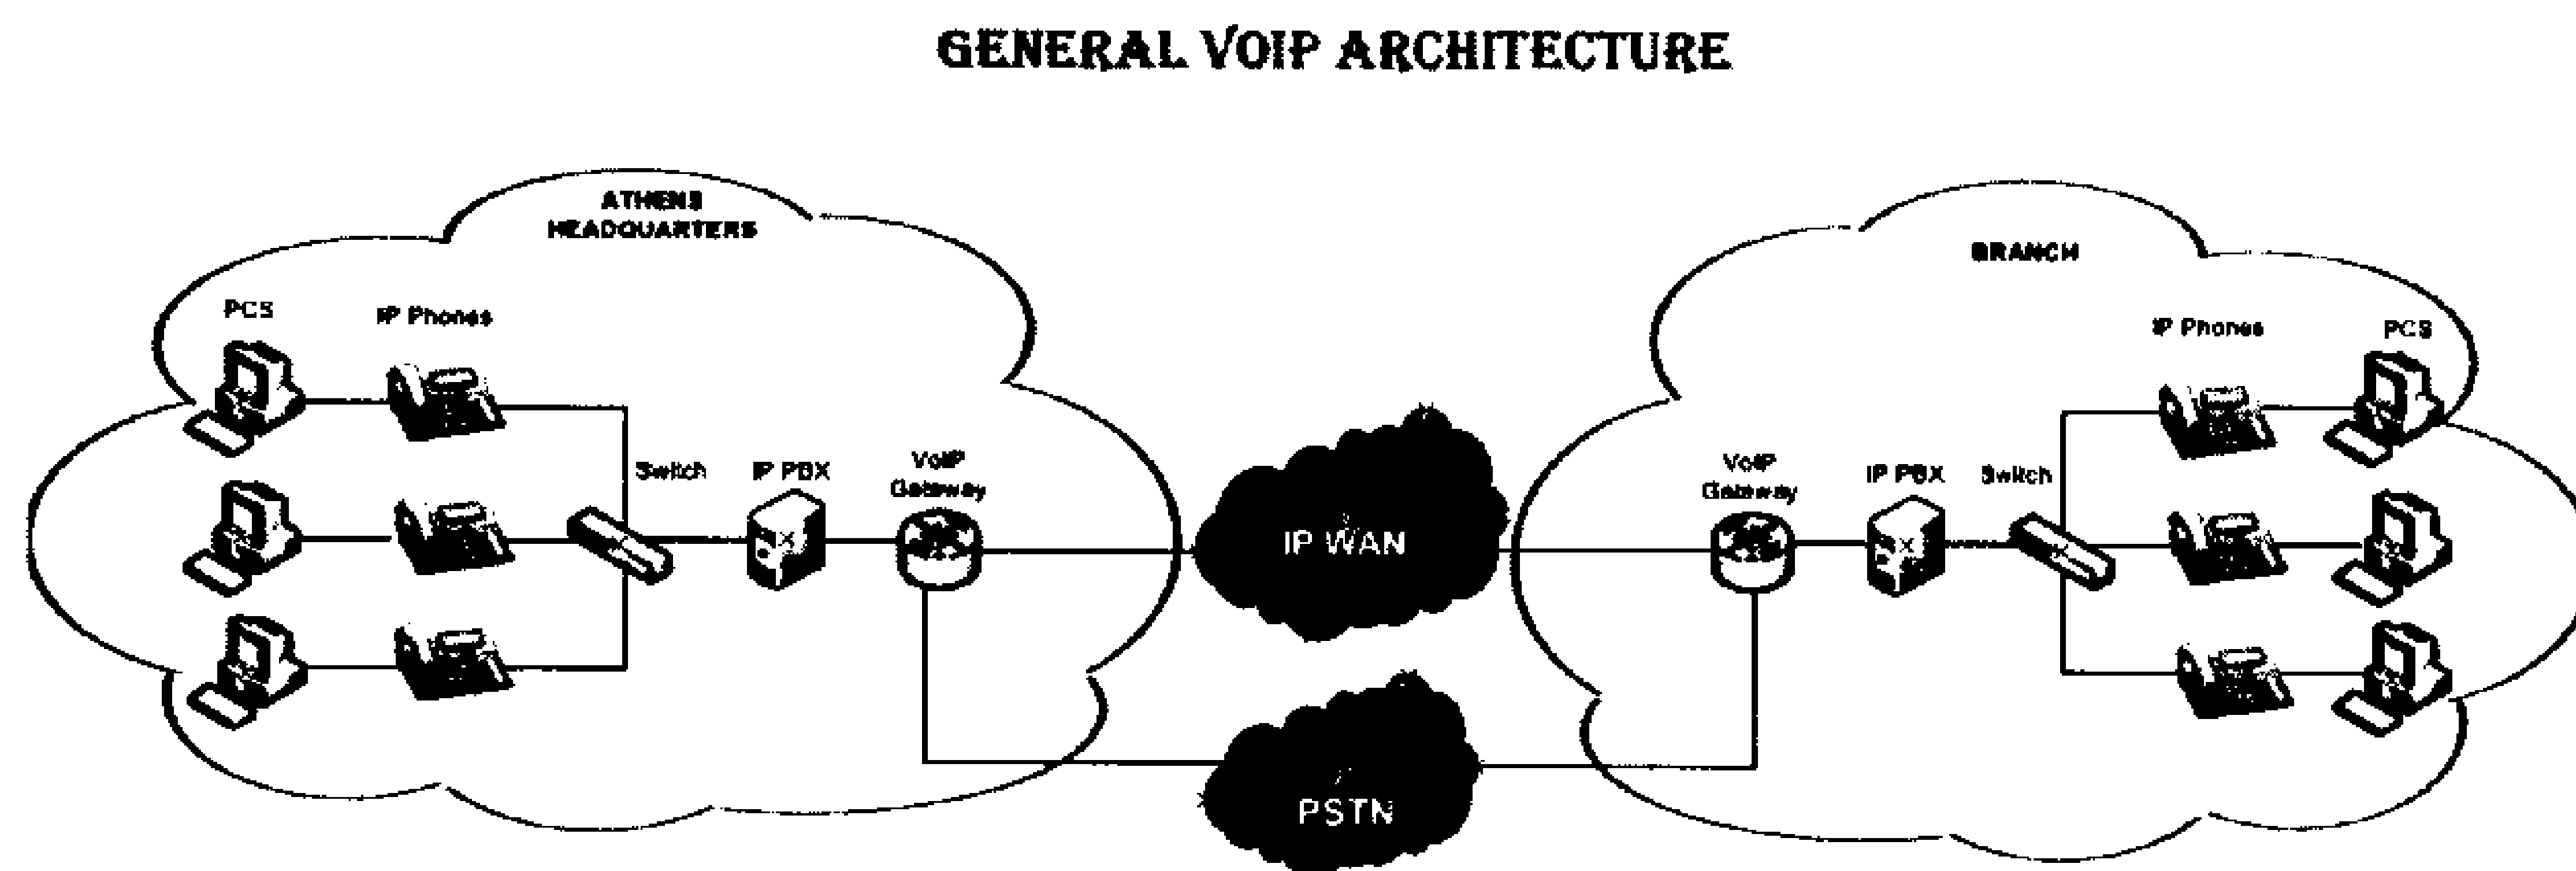 GENERAL VOIP ARCHITECTURE
ATHENS
HEADQUARTERS
PCS
IP Phones
Switch
IP PBX
VoIP
Gateway
IP WAN
PSTN
BRANCH
VoIP
Gateway
IP PBX
Switch
IP Phones
PCS